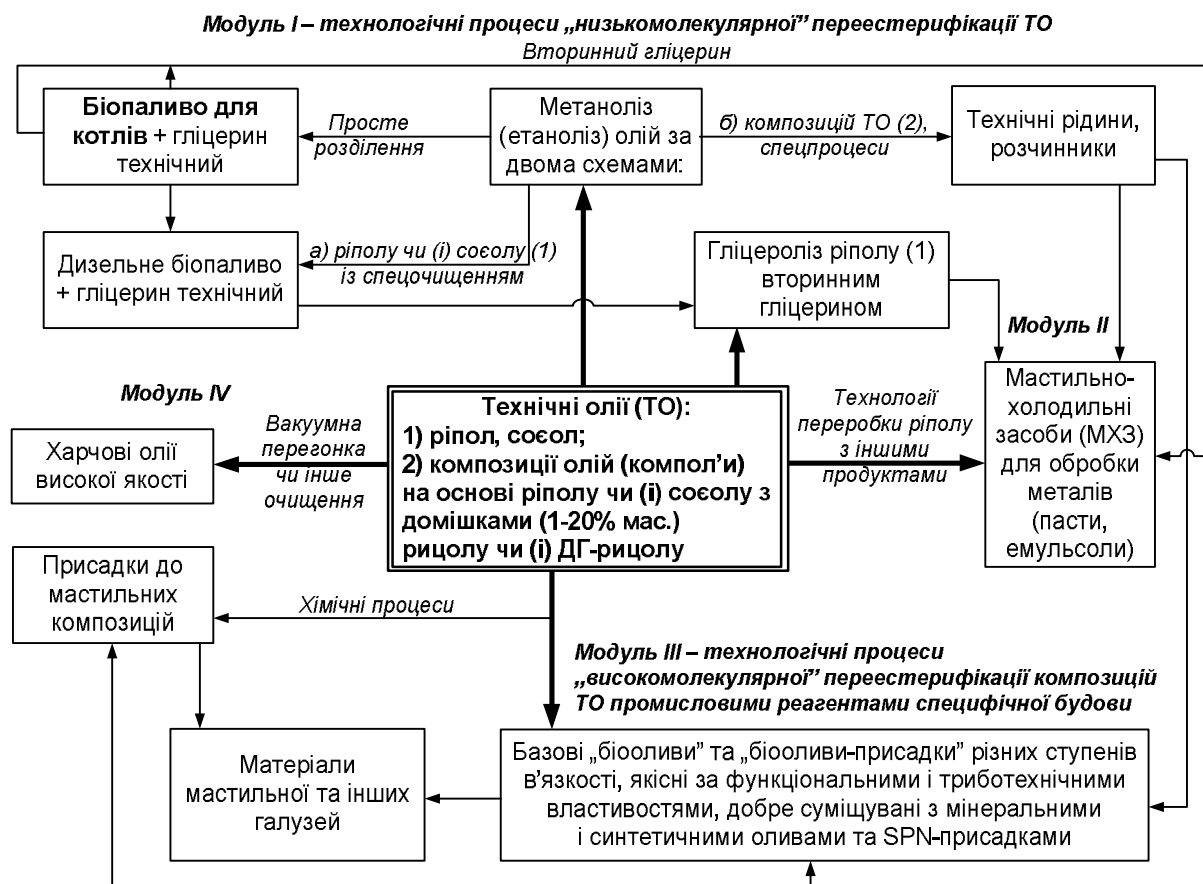 Модуль I – технологічні процеси „низькомолекулярної” переестерифікації ТО
Вторинний гліцерин
Біопаливо для
котлів + гліцерин
технічний
Просте
розділення
Метаноліз
(етаноліз) олій за
двома схемами:
б) композицій ТО (2),
спецпроцеси
Технічні рідини,
розчинники
Дизельне біопаливо
+ гліцерин технічний
а) ріполу чи (і) соєолу (1)
із спецочищенням
Гліцероліз ріполу (1)
вторинним
гліцерином
Модуль II
Модуль IV
Харчові олії
високої якості
Вакуумна
перегонка
чи інше
очищення
Технічні олії (ТО):
1) ріпол, соєол;
2) композиції олій (компол’и)
на основі ріполу чи (і) соєолу з
домішками (1-20% мас.)
рицолу чи (і) ДГ-рицолу
Технології
переробки ріполу
з іншими
продуктами
Мастильно-
холодильні
засоби (МХЗ)
для обробки
металів
(пасти,
емульсоли)
Присадки до
мастильних
композицій
Хімічні процеси
Модуль III – технологічні процеси
„високомолекулярної” переестерифікації композицій
ТО промисловими реагентами специфічної будови
Матеріали
мастильної та інших
галузей
Базові „біооливи” та „біооливи-присадки” різних ступенів
в’язкості, якісні за функціональними і триботехнічними
властивостями, добре суміщувані з мінеральними
і синтетичними оливами та SPN-присадками